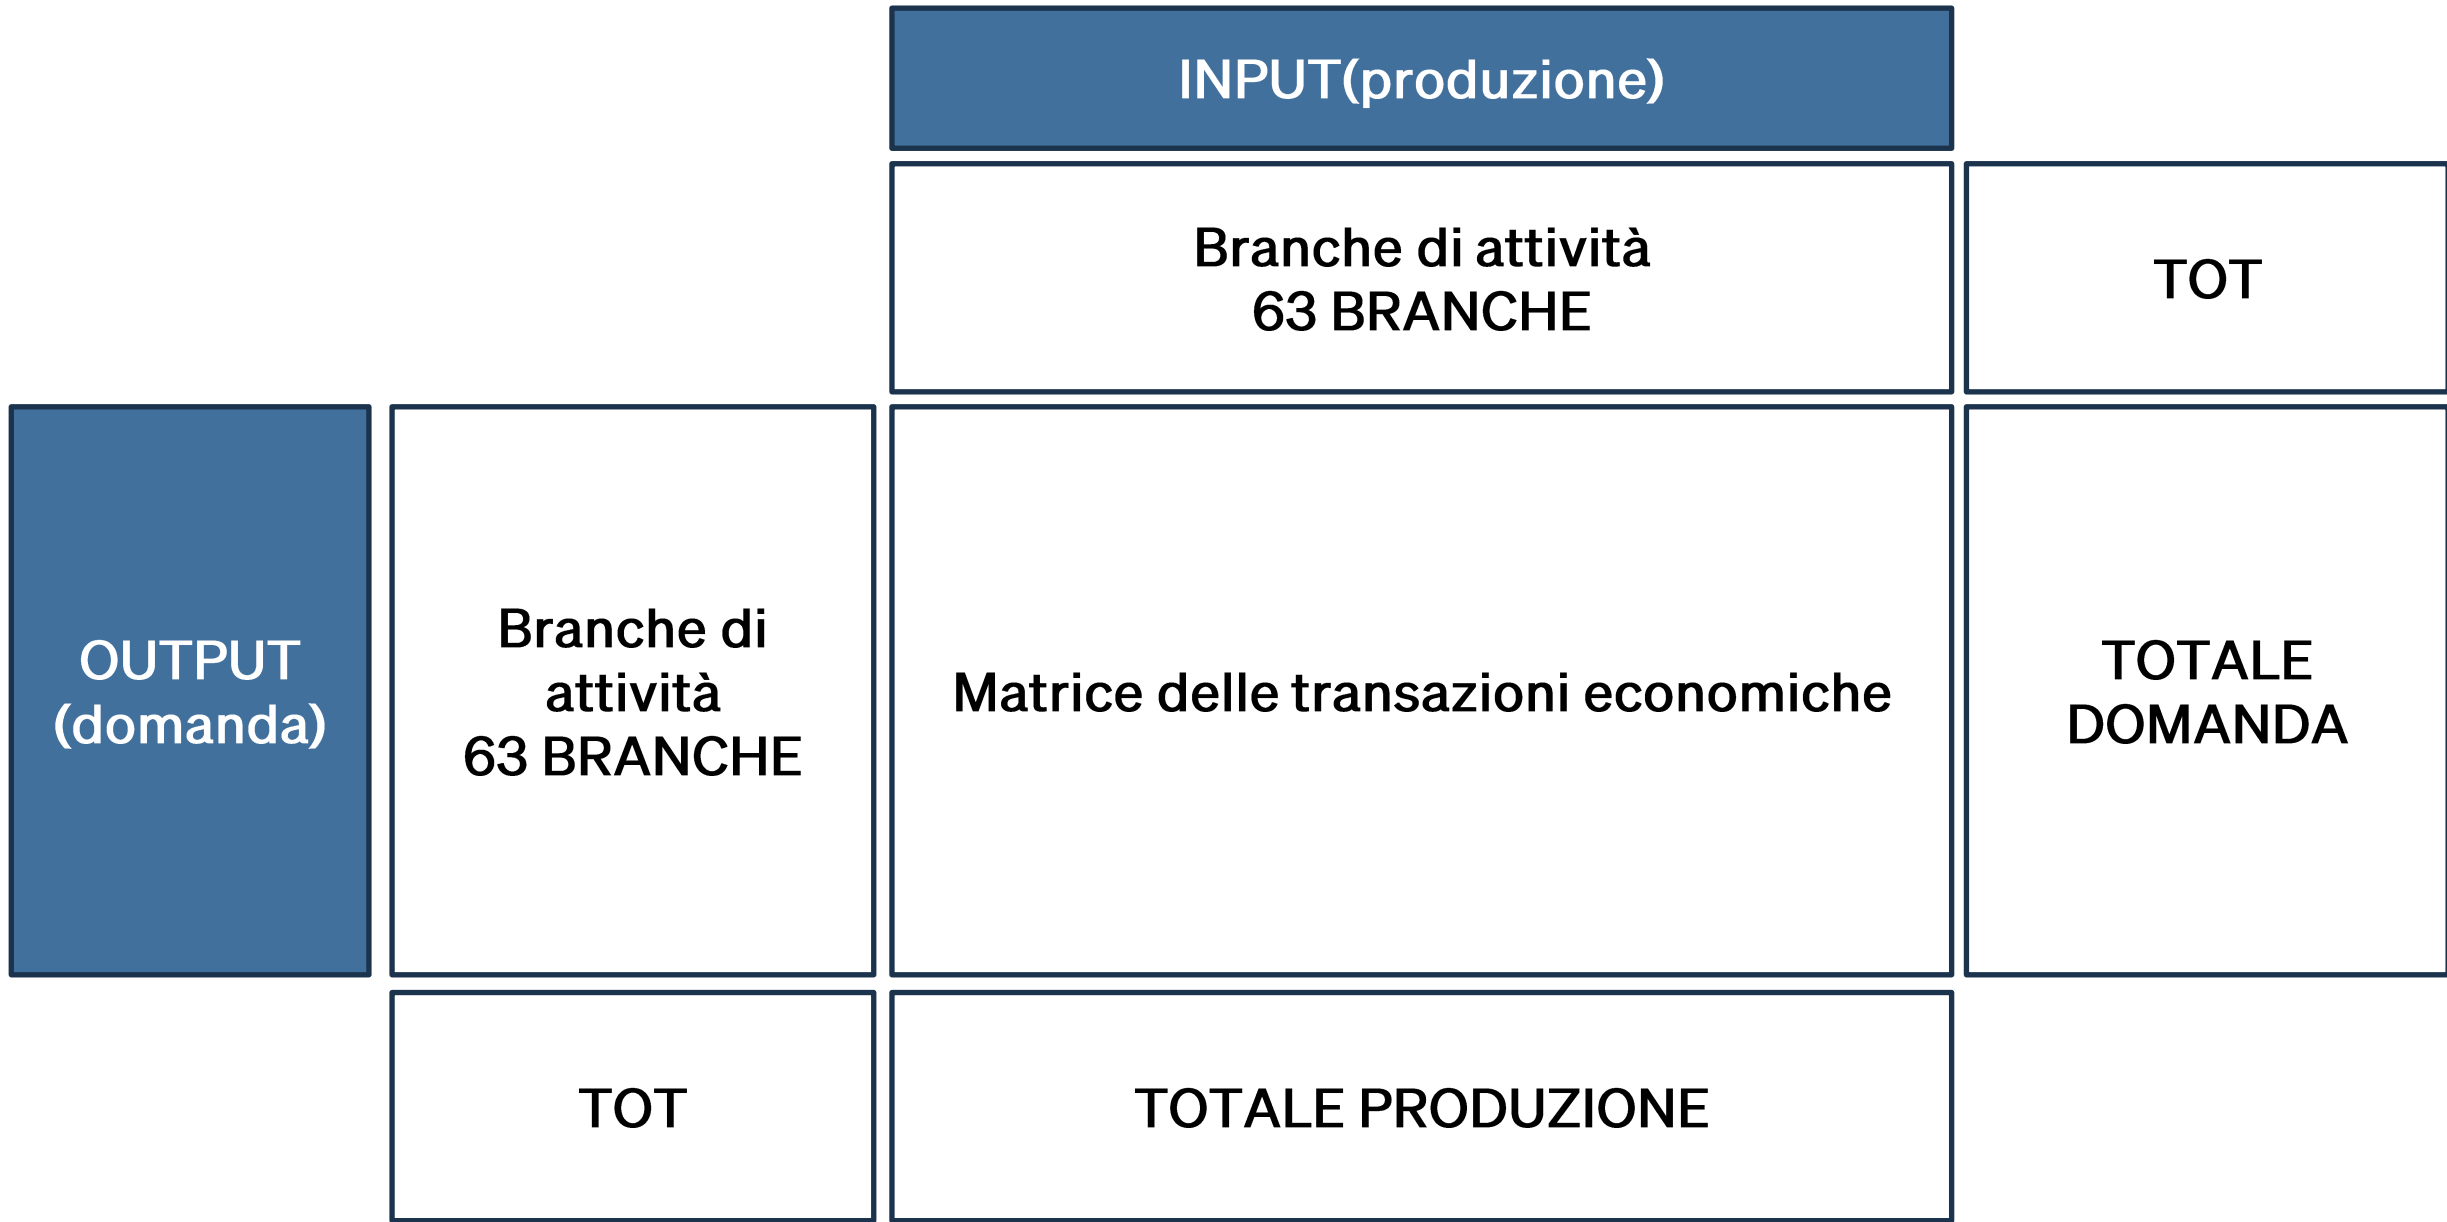 INPUT(produzione)
Branche di attività
63 BRANCHE
TOT
OUTPUT
(domanda)
Branche di
attività
63 BRANCHE
Matrice delle transazioni economiche
TOTALE
DOMANDA
TOT
TOTALE PRODUZIONE